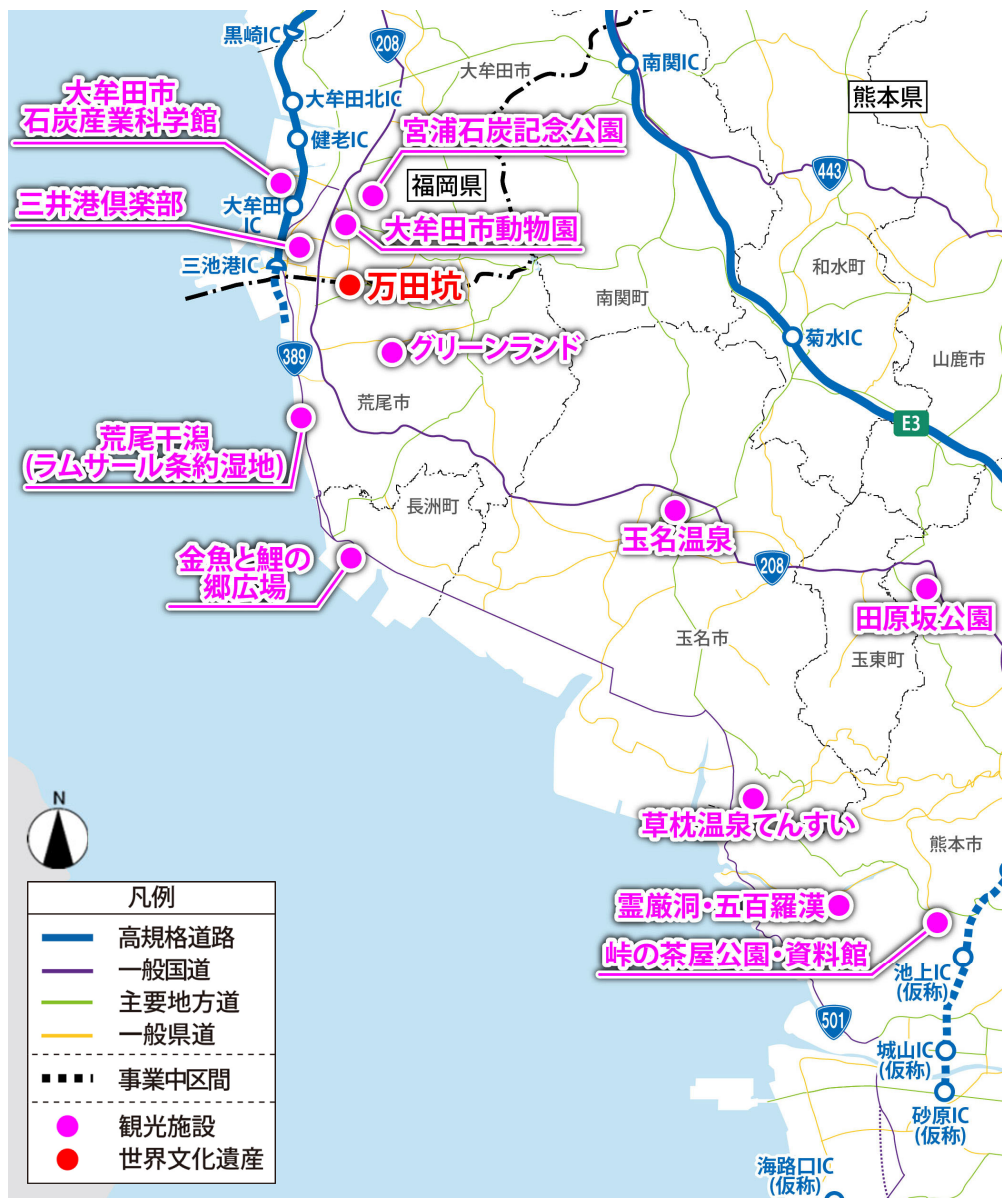 黒崎IC
208
大牟田市
南関IC
熊本県
大牟田市
石炭産業科学館
大牟田北IC
健老IC
宮浦石炭記念公園
福岡県
443
三井港倶楽部
大牟田
IC
大牟田市動物園
三池港IC
万田坑
南関町
和水町
389
グリーンランド
菊水IC
山鹿市
荒尾市
E3
荒尾干潟
(ラムサール条約湿地)
長洲町
玉名温泉
金魚と鯉の
郷広場
208
田原坂公園
玉名市
玉東町
N
草枕温泉てんすい
熊本市
霊厳洞・五百羅漢
峠の茶屋公園・資料館
池上IC
(仮称)
501
城山IC
(仮称)
砂原IC
(仮称)
海路口IC
(仮称)
凡例
高規格道路
一般国道
主要地方道
一般県道
事業中区間
観光施設
世界文化遺産